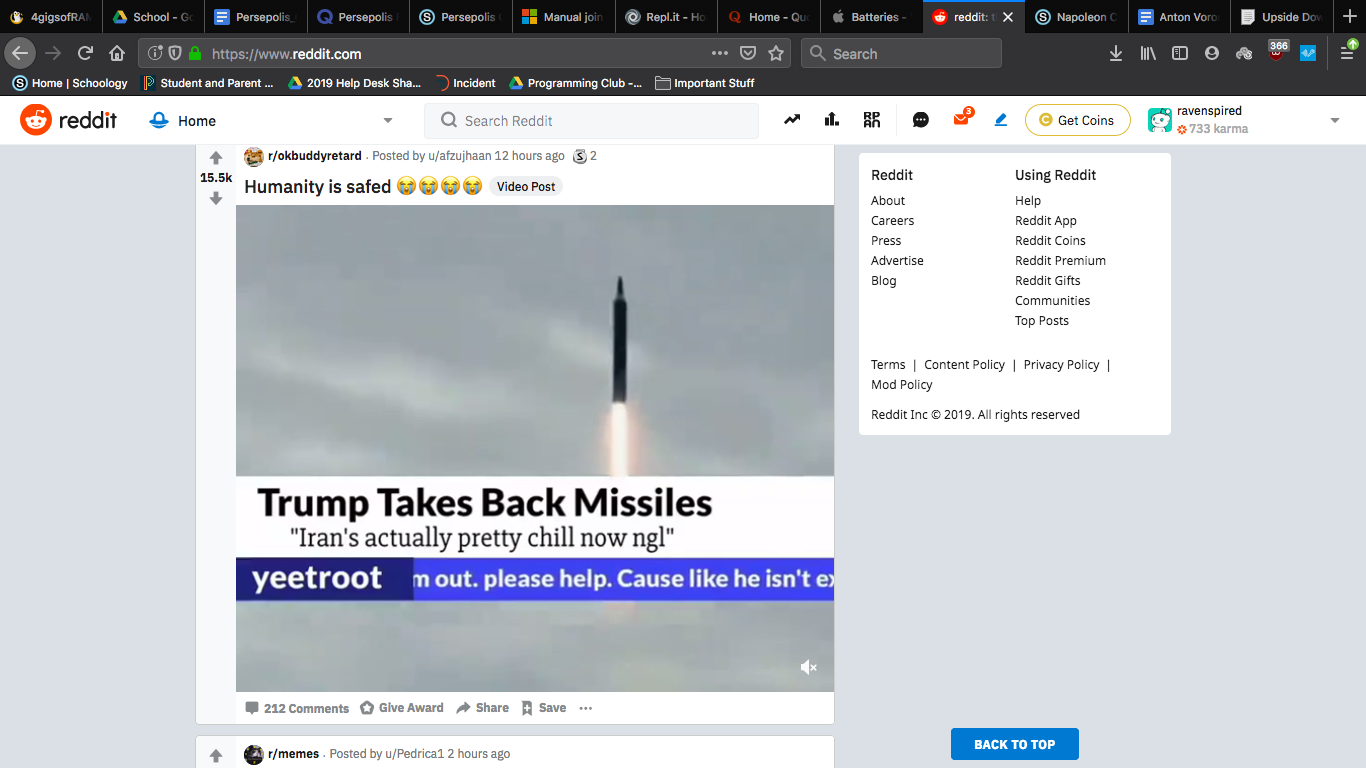 4gigsofRAM
School - Go
Persepolis_
Persepolis
Persepolis
Manual join
Repl.it - Ho
Home - Qu
Batteries -
reddit: t
Napoleon C
Anton Voro
Upside Dow
https://www.reddit.com
Search
366
Home | Schoology
Student and Parent ...
2019 Help Desk Sha...
Incident
Programming Club -...
Important Stuff
reddit
Home
Search Reddit
3
Get Coins
ravenspired
733 karma
r/okbuddyretard · Posted by u/afzujhaan 12 hours ago S 2
15.5k
Humanity is safed 😭😭😭😭 Video Post
Trump Takes Back Missiles
"Iran's actually pretty chill now ngl"
yeetroot
m out. please help. Cause like he isn't ex
212 Comments
Give Award
Share
Save
r/memes · Posted by u/Pedrica1 2 hours ago
Reddit
About
Careers
Press
Advertise
Blog
Using Reddit
Help
Reddit App
Reddit Coins
Reddit Premium
Reddit Gifts
Communities
Top Posts
Terms | Content Policy | Privacy Policy |
Mod Policy
Reddit Inc © 2019. All rights reserved
BACK TO TOP